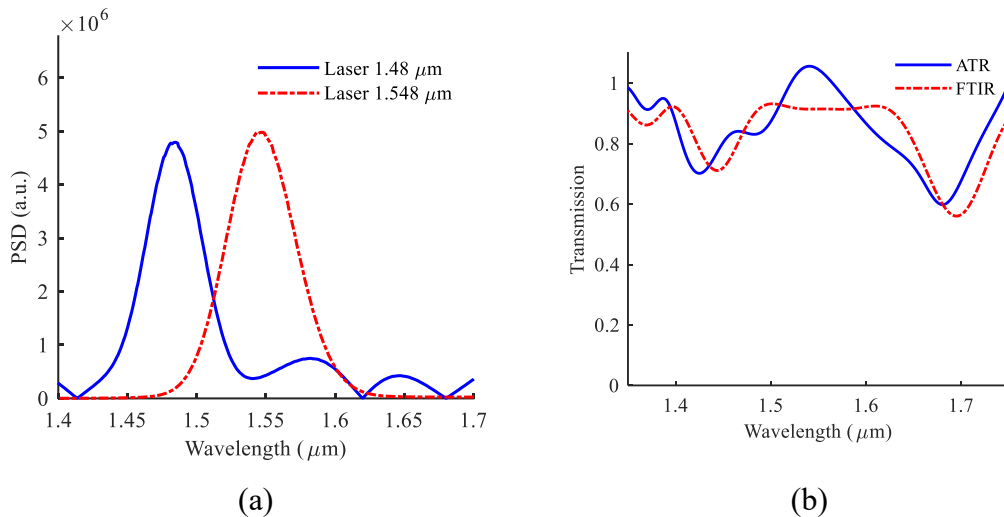 ×10⁶
6
5
4
3
2
1
0
PSD (a.u.)
Laser 1.48 μm
Laser 1.548 μm
1.4 1.45 1.5 1.55 1.6 1.65 1.7
Wavelength (μm)
(a)
1
0.8
0.6
0.4
0.2
0
Transmission
ATR
FTIR
1.4 1.5 1.6 1.7
Wavelength (μm)
(b)